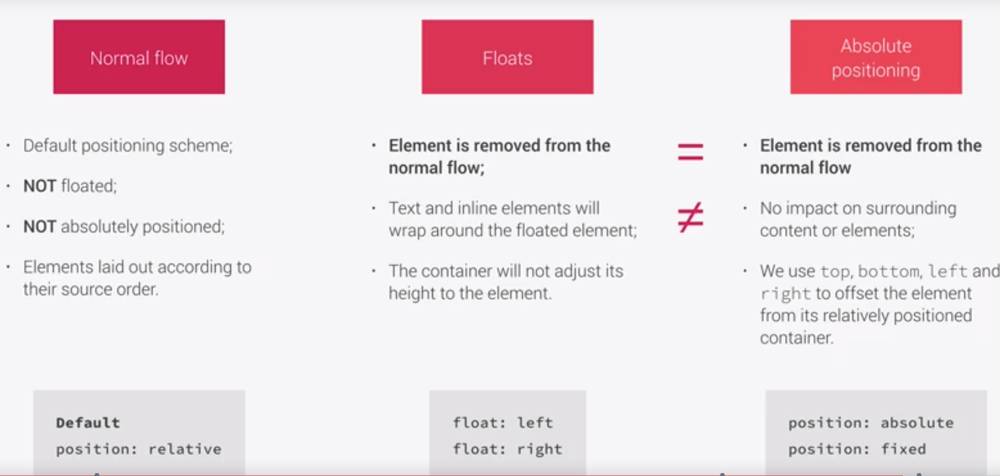 Normal flow
· Default positioning scheme;
· NOT floated;
· NOT absolutely positioned;
· Elements laid out according to
their source order.
Default
position: relative
Floats
· Element is removed from the
normal flow;
· Text and inline elements will
wrap around the floated element;
· The container will not adjust its
height to the element.
float: left
float: right
=
≠
Absolute
positioning
· Element is removed from the
normal flow
· No impact on surrounding
content or elements;
· We use top, bottom, left and
right to offset the element
from its relatively positioned
container.
position: absolute
position: fixed